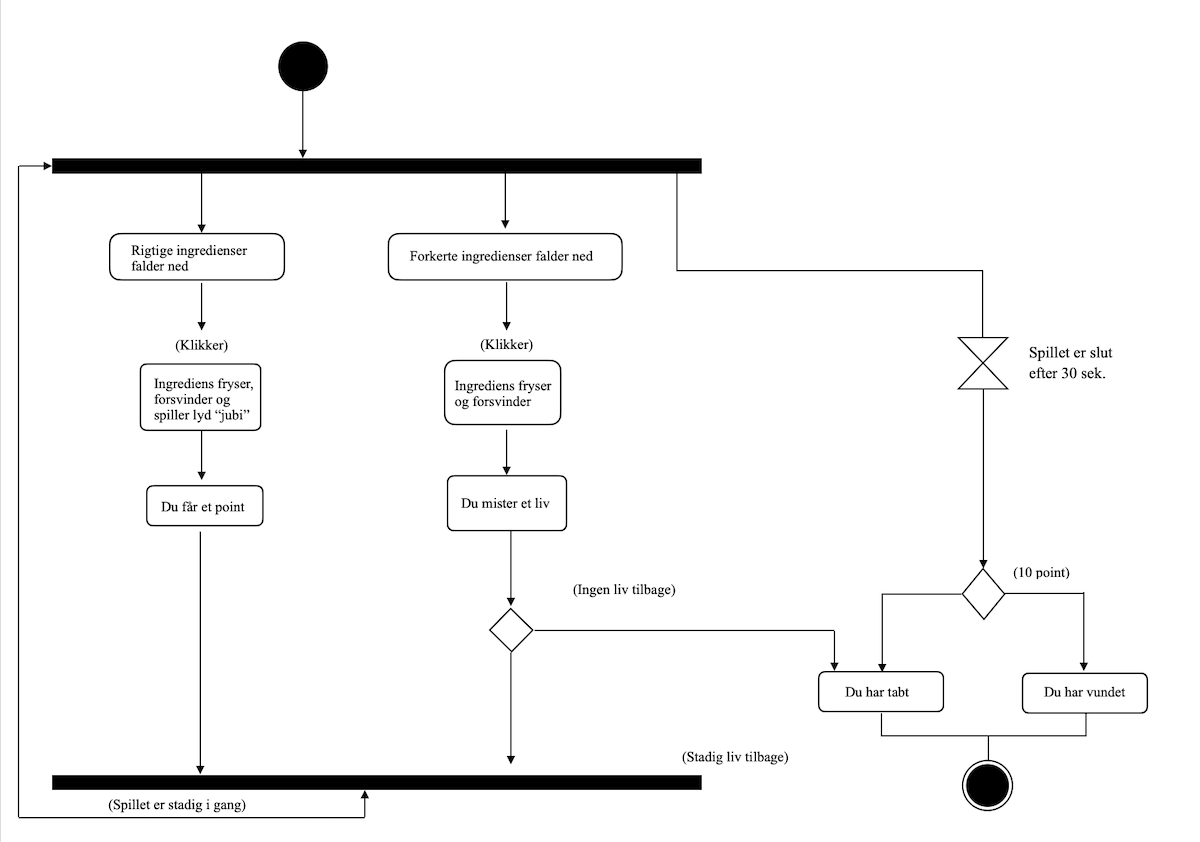 Rigtige ingredienser
falder ned
Forkerte ingredienser falder ned
(Klikker)
(Klikker)
Spillet er slut
efter 30 sek.
Ingrediens fryser,
forsvinder og
spiller lyd “jubi”
Ingrediens fryser
og forsvinder
Du får et point
Du mister et liv
(10 point)
(Ingen liv tilbage)
Du har tabt
Du har vundet
(Stadig liv tilbage)
(Spillet er stadig i gang)